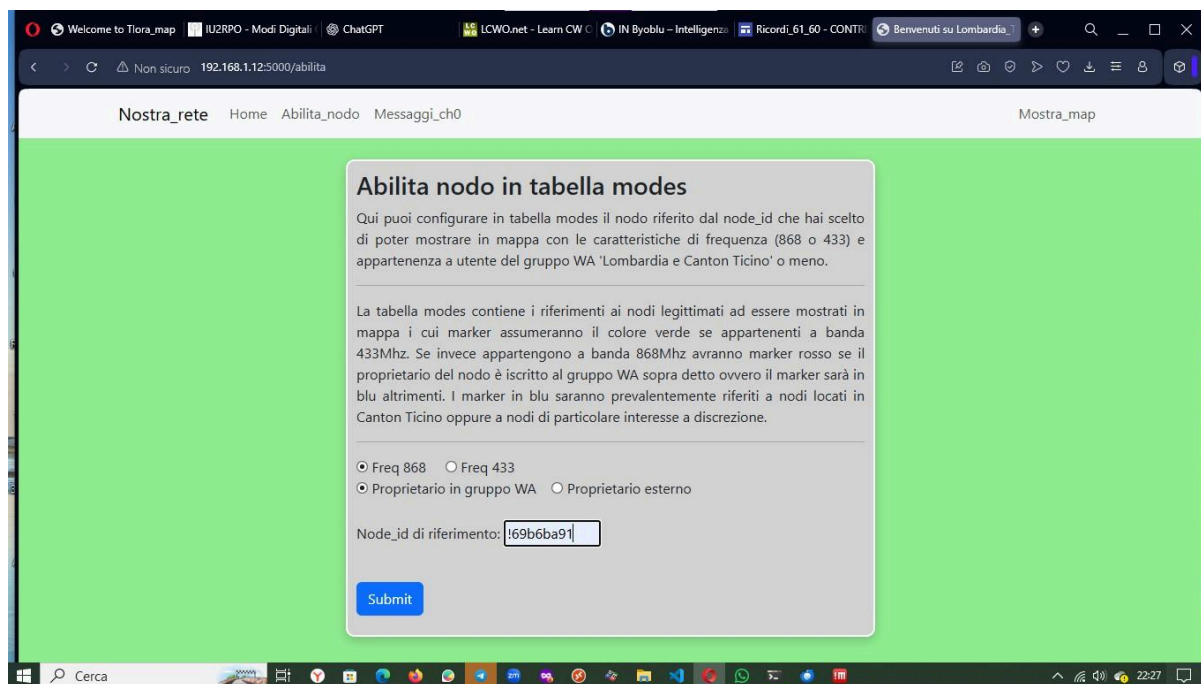 Welcome to Tlora_map
IU2RPO - Modi Digitali
ChatGPT
LCWO.net - Learn CW
IN Byoblu – Intelligenza
Ricordi_61_60 - CONTRI
Benvenuti su Lombardia_T
Non sicuro 192.168.1.12:5000/abilita
Nostra_rete Home Abilita_nodo Messaggi_ch0 Mostra_map
Abilita nodo in tabella modes
Qui puoi configurare in tabella modes il nodo riferito dal node_id che hai scelto
di poter mostrare in mappa con le caratteristiche di frequenza (868 o 433) e
appartenenza a utente del gruppo WA 'Lombardia e Canton Ticino' o meno.
La tabella modes contiene i riferimenti ai nodi legittimati ad essere mostrati in
mappa i cui marker assumeranno il colore verde se appartenenti a banda
433Mhz. Se invece appartengono a banda 868Mhz avranno marker rosso se il
proprietario del nodo è iscritto al gruppo WA sopra detto ovvero il marker sarà in
blu altrimenti. I marker in blu saranno prevalentemente riferiti a nodi locati in
Canton Ticino oppure a nodi di particolare interesse a discrezione.
Freq 868 Freq 433
Proprietario in gruppo WA Proprietario esterno
Node_id di riferimento: !69b6ba91
Submit
Cerca
22:27